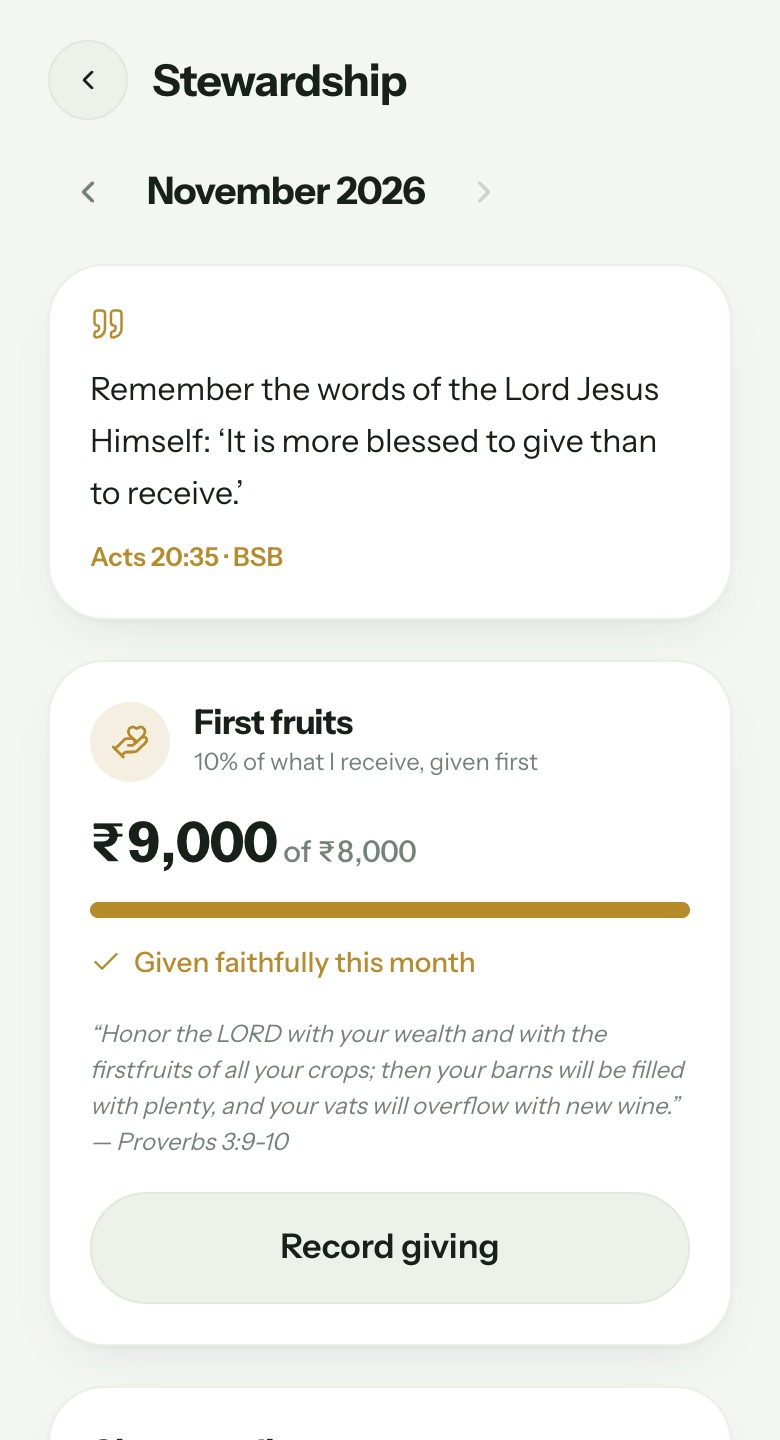 Stewardship
November 2026
Remember the words of the Lord Jesus
Himself: ‘It is more blessed to give than
to receive.’
Acts 20:35 · BSB
First fruits
10% of what I receive, given first
₹9,000 of ₹8,000
Given faithfully this month
“Honor the LORD with your wealth and with the
firstfruits of all your crops; then your barns will be filled
with plenty, and your vats will overflow with new wine.”
— Proverbs 3:9–10
Record giving